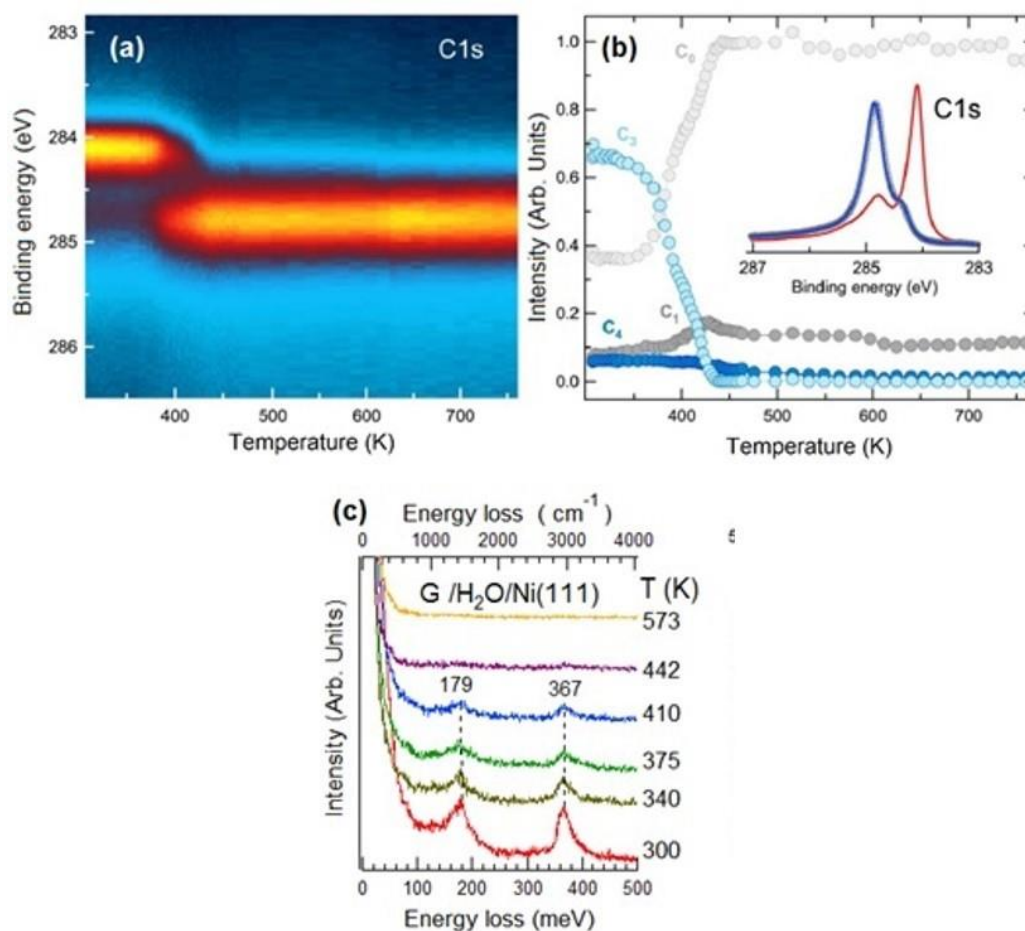 (a)
C1s
283
284
285
286
Binding energy (eV)
400
500
600
700
Temperature (K)
(b)
1.0
0.8
0.6
0.4
0.2
0.0
Intensity (Arb. Units)
C₀
C₃
C₁
C₄
C1s
287
285
283
Binding energy (eV)
400
500
600
700
Temperature (K)
(c)
Energy loss ( cm⁻¹)
0
1000
2000
3000
4000
G /H₂O/Ni(111)
T (K)
573
442
179
367
410
375
340
300
Intensity (Arb. Units)
0
100
200
300
400
500
Energy loss (meV)